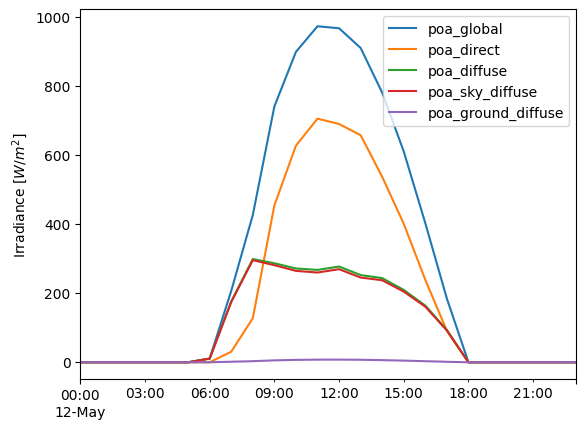 1000
800
600
400
200
0
Irradiance [W/m²]
poa_global
poa_direct
poa_diffuse
poa_sky_diffuse
poa_ground_diffuse
00:00 03:00 06:00 09:00 12:00 15:00 18:00 21:00
12-May